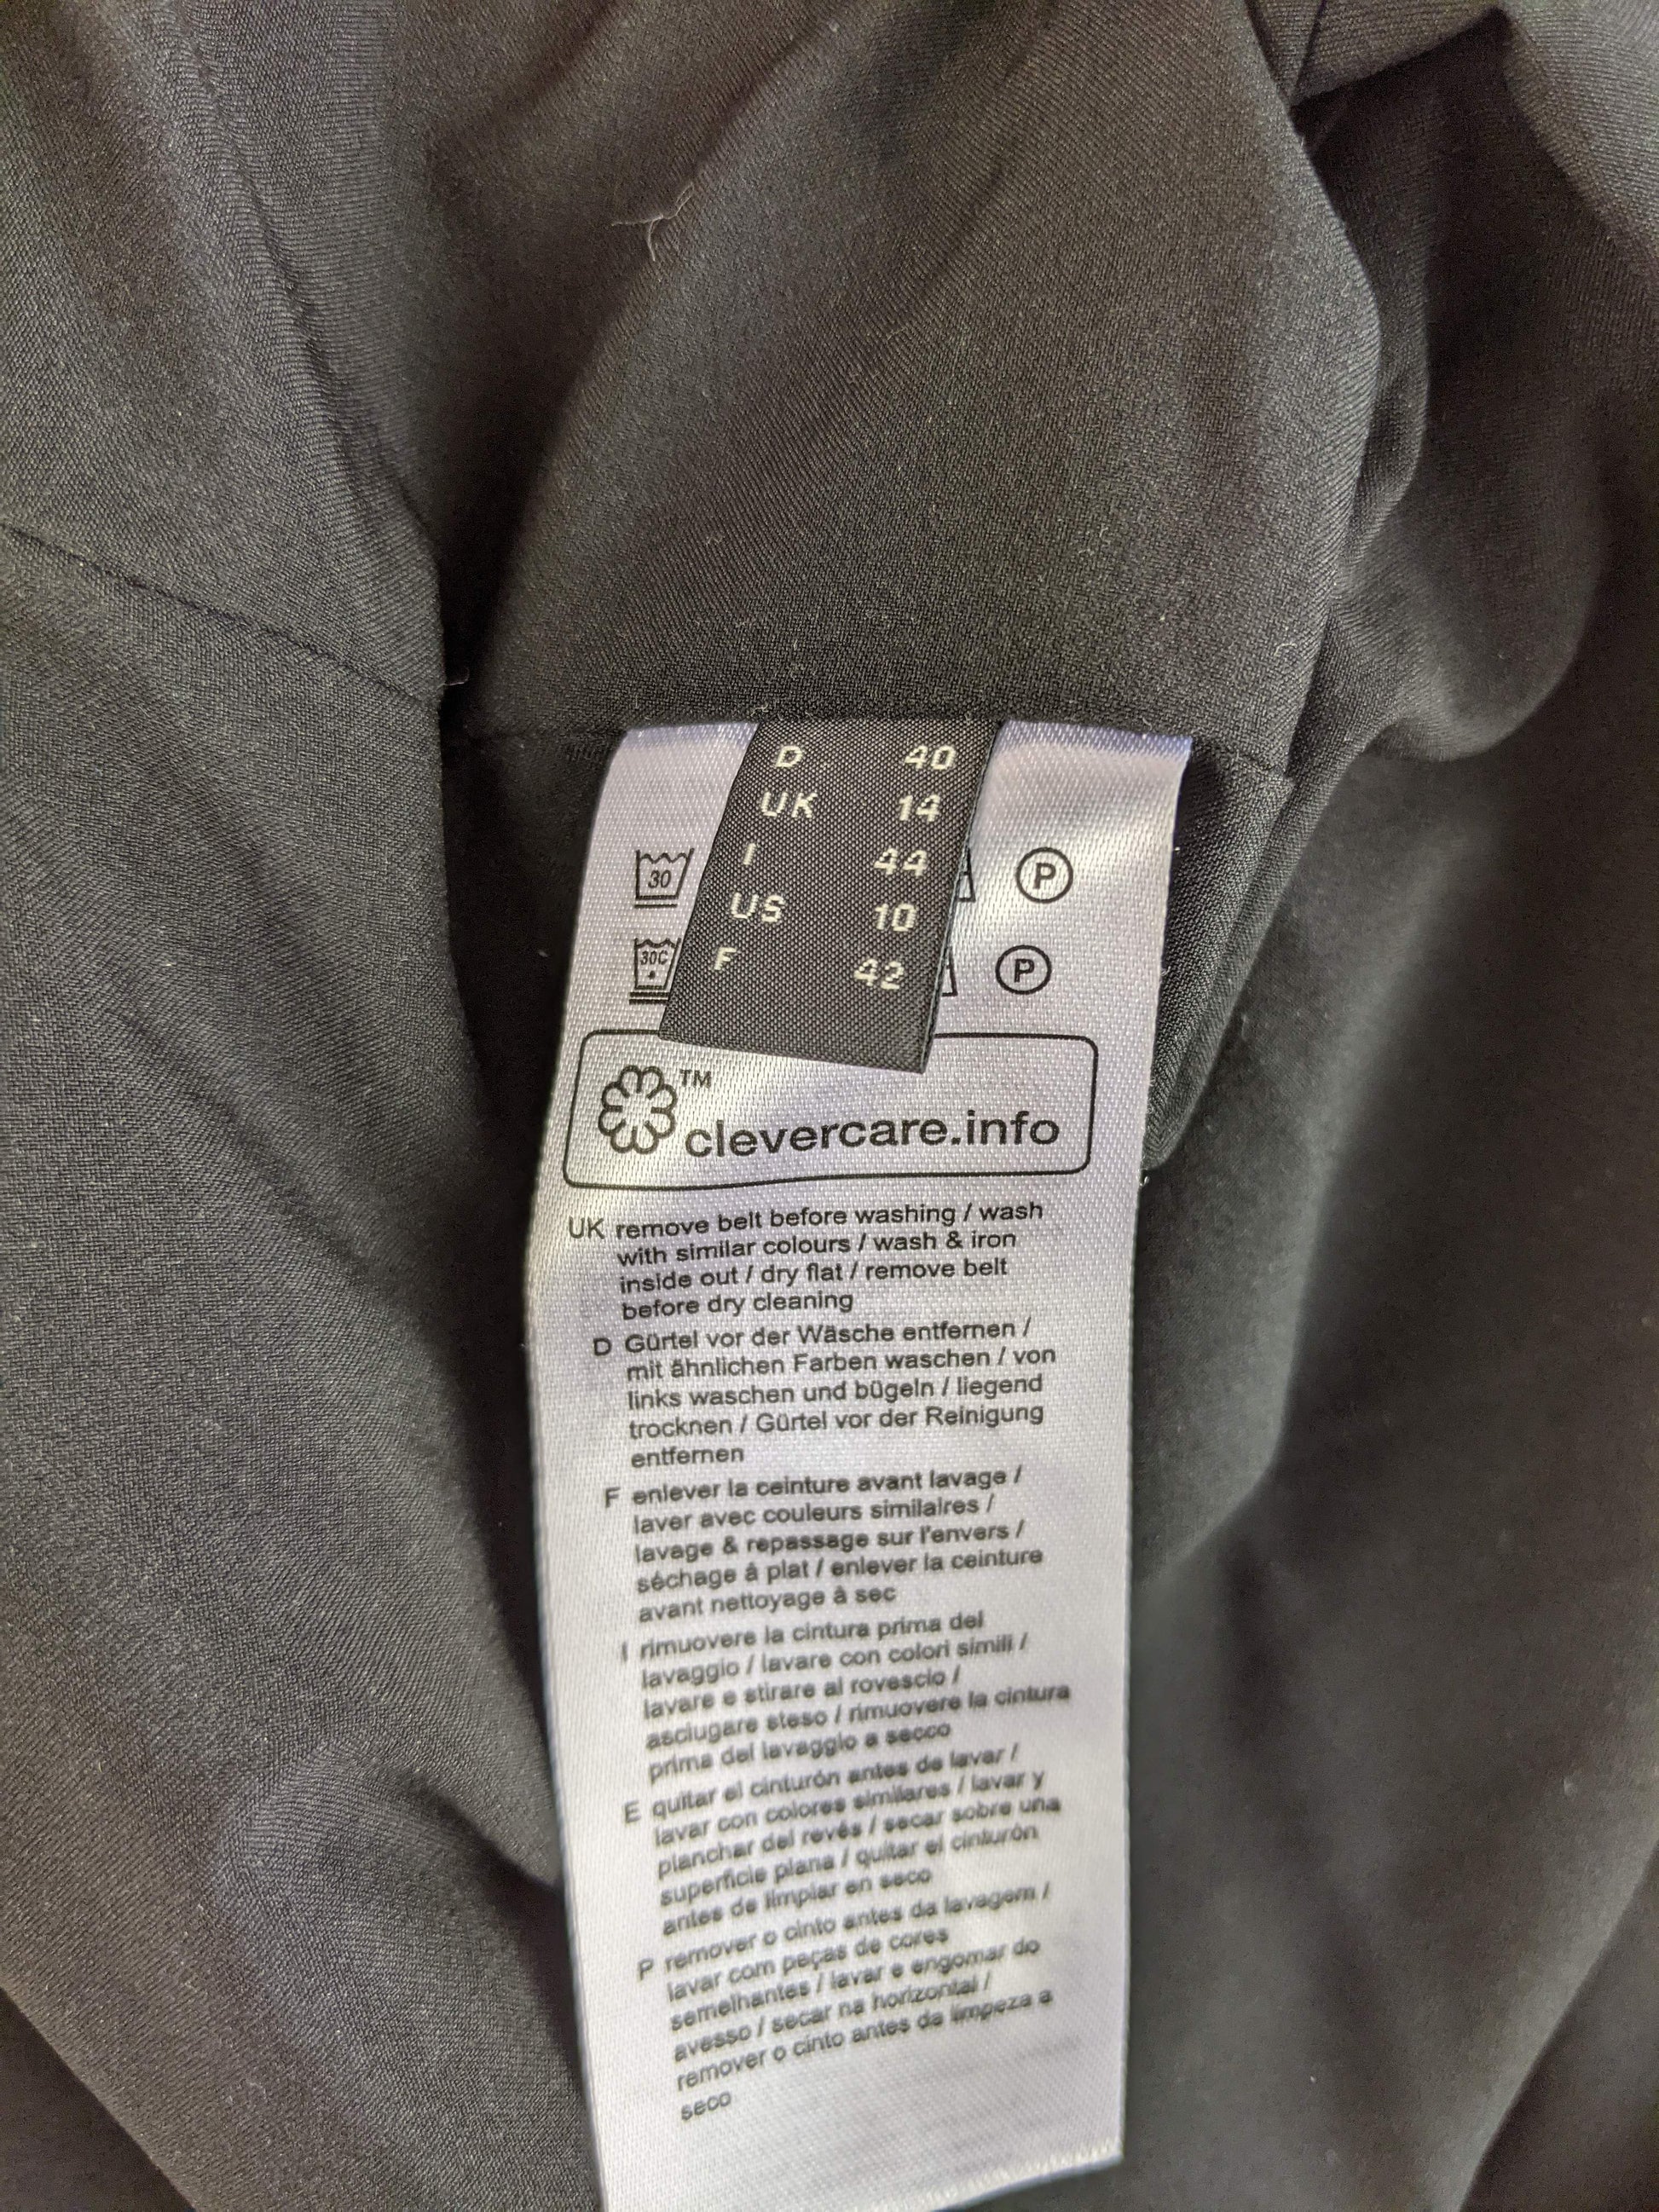 D 40
UK 14
I 44
US 10
F 42
30 P
30C P
TM
clevercare.info
UK remove belt before washing / wash
with similar colours / wash & iron
inside out / dry flat / remove belt
before dry cleaning
D Gürtel vor der Wäsche entfernen /
mit ähnlichen Farben waschen / von
links waschen und bügeln / liegend
trocknen / Gürtel vor der Reinigung
entfernen
F enlever la ceinture avant lavage /
laver avec couleurs similaires /
lavage & repassage sur l'envers /
séchage à plat / enlever la ceinture
avant nettoyage à sec
I rimuovere la cintura prima del
lavaggio / lavare con colori simili /
lavare e stirare al rovescio /
asciugare steso / rimuovere la cintura
prima del lavaggio a secco
E quitar el cinturón antes de lavar /
lavar con colores similares / lavar y
planchar del revés / secar sobre una
superficie plana / quitar el cinturón
antes de limpiar en seco
P remover o cinto antes da lavagem /
lavar com peças de cores
semelhantes / lavar e engomar do
avesso / secar na horizontal /
remover o cinto antes da limpeza a
seco